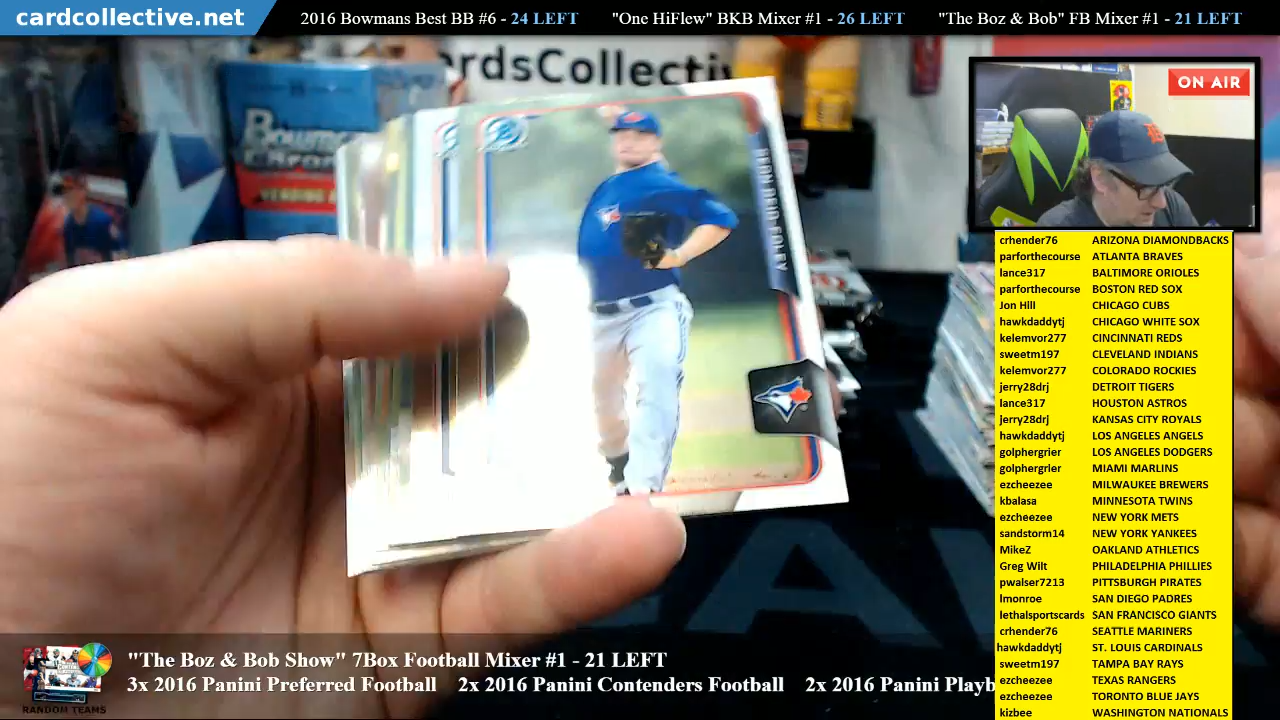 cardcollective.net
2016 Bowmans Best BB #6 - 24 LEFT
"One HiFlew" BKB Mixer #1 - 26 LEFT
"The Boz & Bob" FB Mixer #1 - 21 LEFT
ardsCollectiv
Bowma
Chrom
ON AIR
crhender76 ARIZONA DIAMONDBACKS
parforthecourse ATLANTA BRAVES
lance317 BALTIMORE ORIOLES
parforthecourse BOSTON RED SOX
Jon Hill CHICAGO CUBS
hawkdaddytj CHICAGO WHITE SOX
kelemvor277 CINCINNATI REDS
sweetm197 CLEVELAND INDIANS
kelemvor277 COLORADO ROCKIES
jerry28drj DETROIT TIGERS
lance317 HOUSTON ASTROS
jerry28drj KANSAS CITY ROYALS
hawkdaddytj LOS ANGELES ANGELS
golphergrier LOS ANGELES DODGERS
golphergrier MIAMI MARLINS
ezcheezee MILWAUKEE BREWERS
kbalasa MINNESOTA TWINS
ezcheezee NEW YORK METS
sandstorm14 NEW YORK YANKEES
MikeZ OAKLAND ATHLETICS
Greg Wilt PHILADELPHIA PHILLIES
pwalser7213 PITTSBURGH PIRATES
lmonroe SAN DIEGO PADRES
lethalsportscards SAN FRANCISCO GIANTS
crhender76 SEATTLE MARINERS
hawkdaddytj ST. LOUIS CARDINALS
sweetm197 TAMPA BAY RAYS
ezcheezee TEXAS RANGERS
ezcheezee TORONTO BLUE JAYS
kizbee WASHINGTON NATIONALS
"The Boz & Bob Show" 7Box Football Mixer #1 - 21 LEFT
3x 2016 Panini Preferred Football 2x 2016 Panini Contenders Football 2x 2016 Panini Playb
RANDOM TEAMS